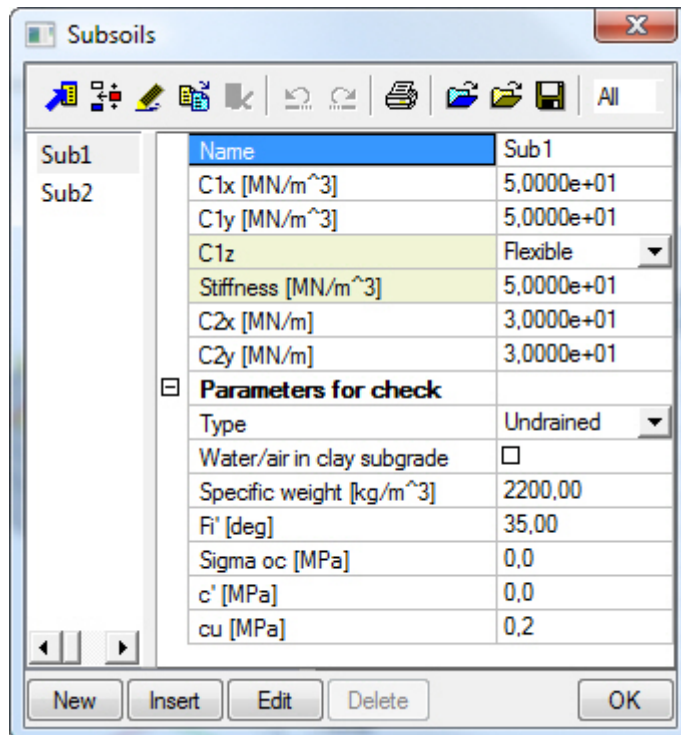 Subsoils
All
Sub1
Sub2
Name Sub1
C1x [MN/m^3] 5,0000e+01
C1y [MN/m^3] 5,0000e+01
C1z Flexible
Stiffness [MN/m^3] 5,0000e+01
C2x [MN/m] 3,0000e+01
C2y [MN/m] 3,0000e+01
Parameters for check
Type Undrained
Water/air in clay subgrade
Specific weight [kg/m^3] 2200,00
Fi' [deg] 35,00
Sigma oc [MPa] 0,0
c' [MPa] 0,0
cu [MPa] 0,2
New Insert Edit Delete OK